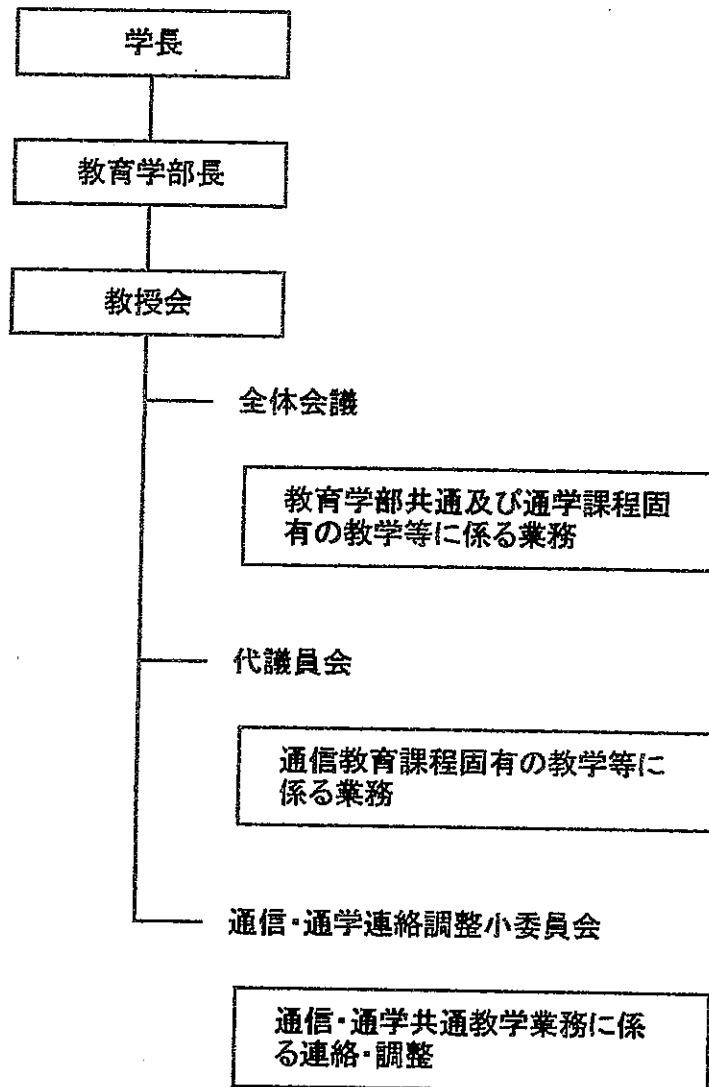 学長
教育学部長
教授会
全体会議
教育学部共通及び通学課程固
有の教学等に係る業務
代議員会
通信教育課程固有の教学等に
係る業務
通信・通学連絡調整小委員会
通信・通学共通教学業務に係
る連絡・調整